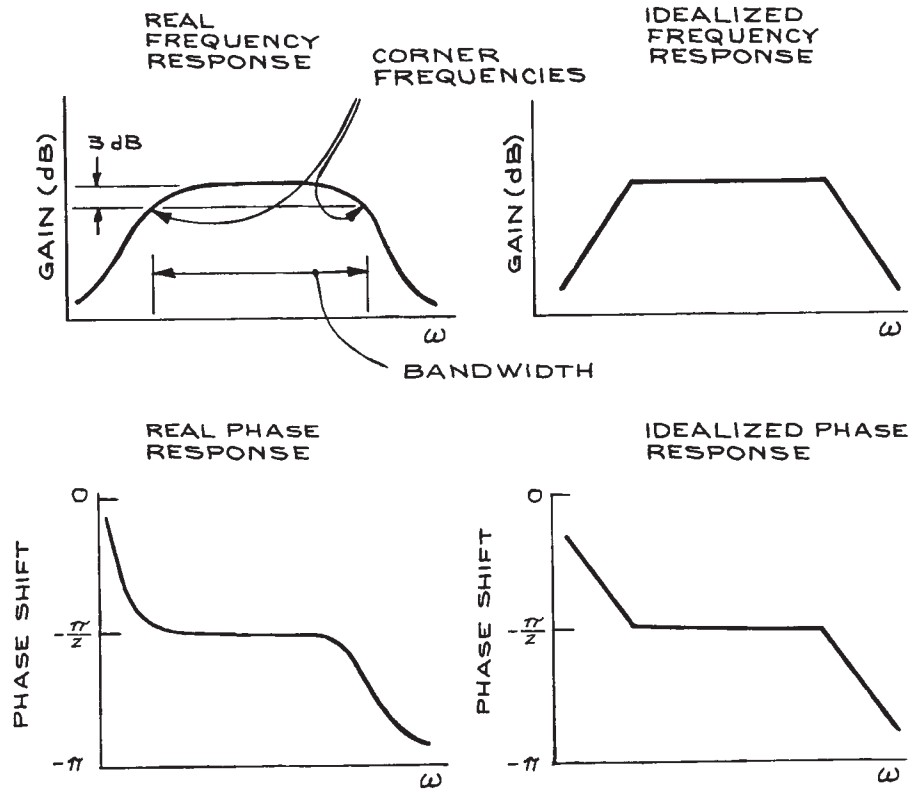 REAL
FREQUENCY
RESPONSE
CORNER
FREQUENCIES
IDEALIZED
FREQUENCY
RESPONSE
3 dB
GAIN (dB)
ω
BANDWIDTH
GAIN (dB)
ω
REAL PHASE
RESPONSE
IDEALIZED PHASE
RESPONSE
PHASE SHIFT
0
-π/2
-π
ω
PHASE SHIFT
0
-π/2
-π
ω